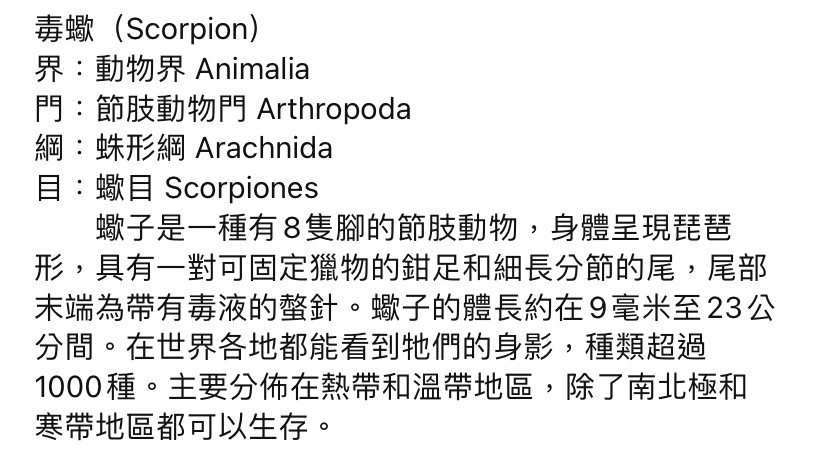 毒蠍（Scorpion）
界：動物界 Animalia
門：節肢動物門 Arthropoda
綱：蛛形綱 Arachnida
目：蠍目 Scorpiones
蠍子是一種有8隻腳的節肢動物，身體呈現琵琶
形，具有一對可固定獵物的鉗足和細長分節的尾，尾部
末端為帶有毒液的螫針。蠍子的體長約在9毫米至23公
分間。在世界各地都能看到牠們的身影，種類超過
1000種。主要分佈在熱帶和溫帶地區，除了南北極和
寒帶地區都可以生存。